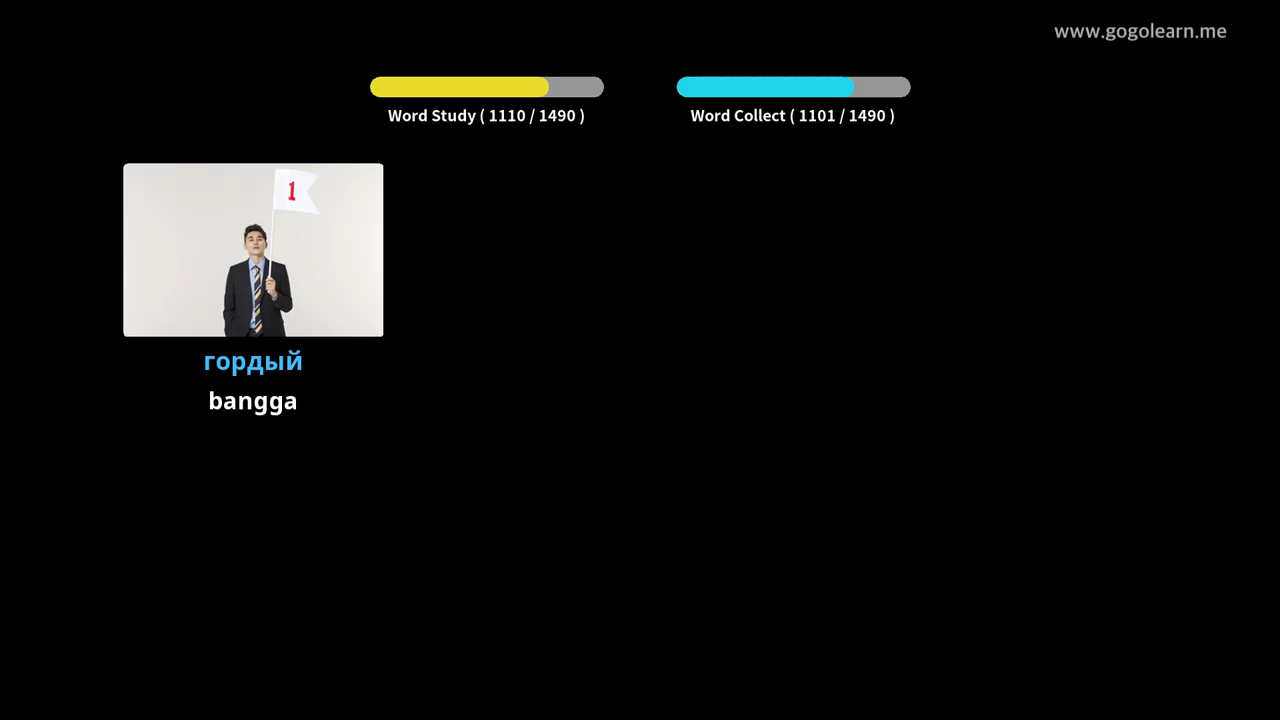 www.gogolearn.me
Word Study ( 1110 / 1490 )
Word Collect ( 1101 / 1490 )
1
гордый
bangga